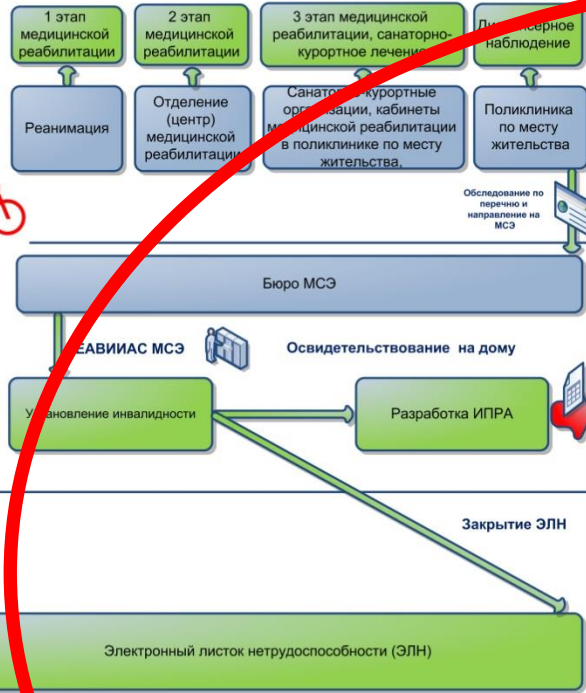 1 этап
медицинской
реабилитации
2 этап
медицинской
реабилитации
3 этап медицинской
реабилитации, санаторно-
курортное лечение
наблюдение
Реанимация
Отделение
(центр)
медицинской
реабилитации
организации, кабинеты
медицинской реабилитации
в поликлинике по месту
жительства,
Поликлиника
по месту
жительства
Обследование по
перечню и
направление на
МСЭ
Бюро МСЭ
ЕАВИИАС МСЭ
Освидетельствование на дому
Установление инвалидности
Разработка ИПРА
Закрытие ЭЛН
Электронный листок нетрудоспособности (ЭЛН)